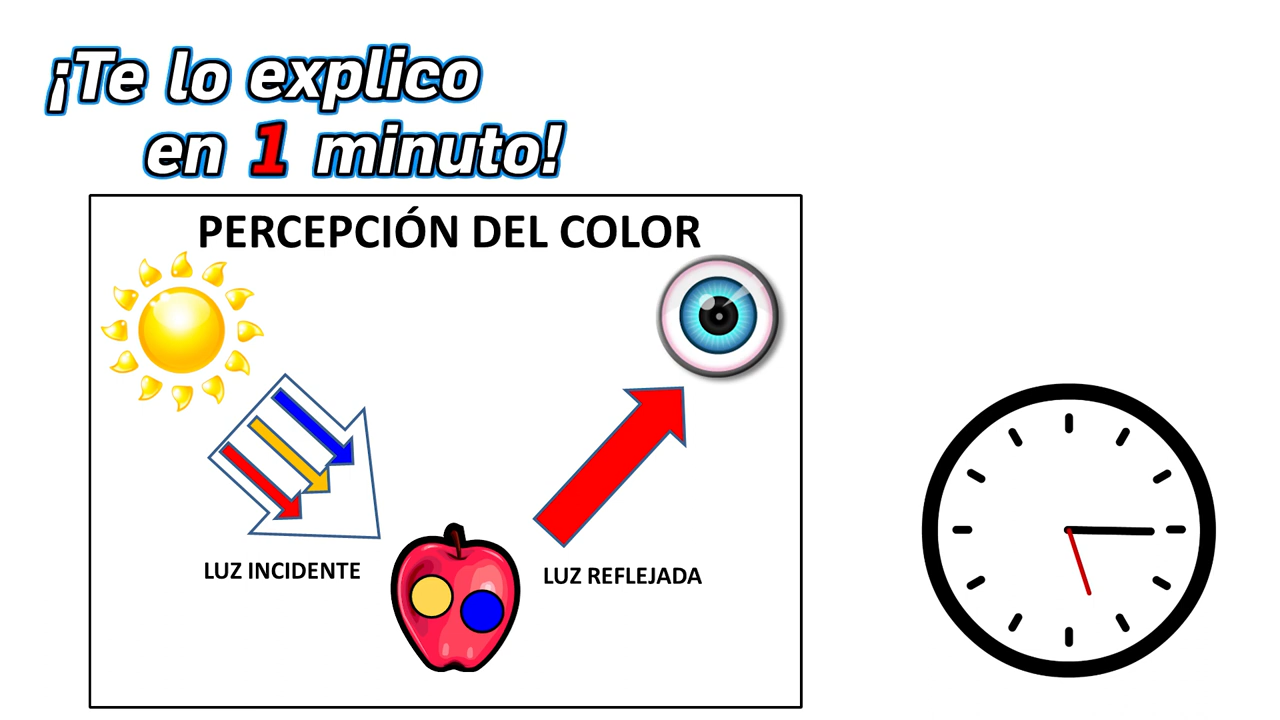 ¡Te lo explico
en 1 minuto!
PERCEPCIÓN DEL COLOR
LUZ INCIDENTE
LUZ REFLEJADA